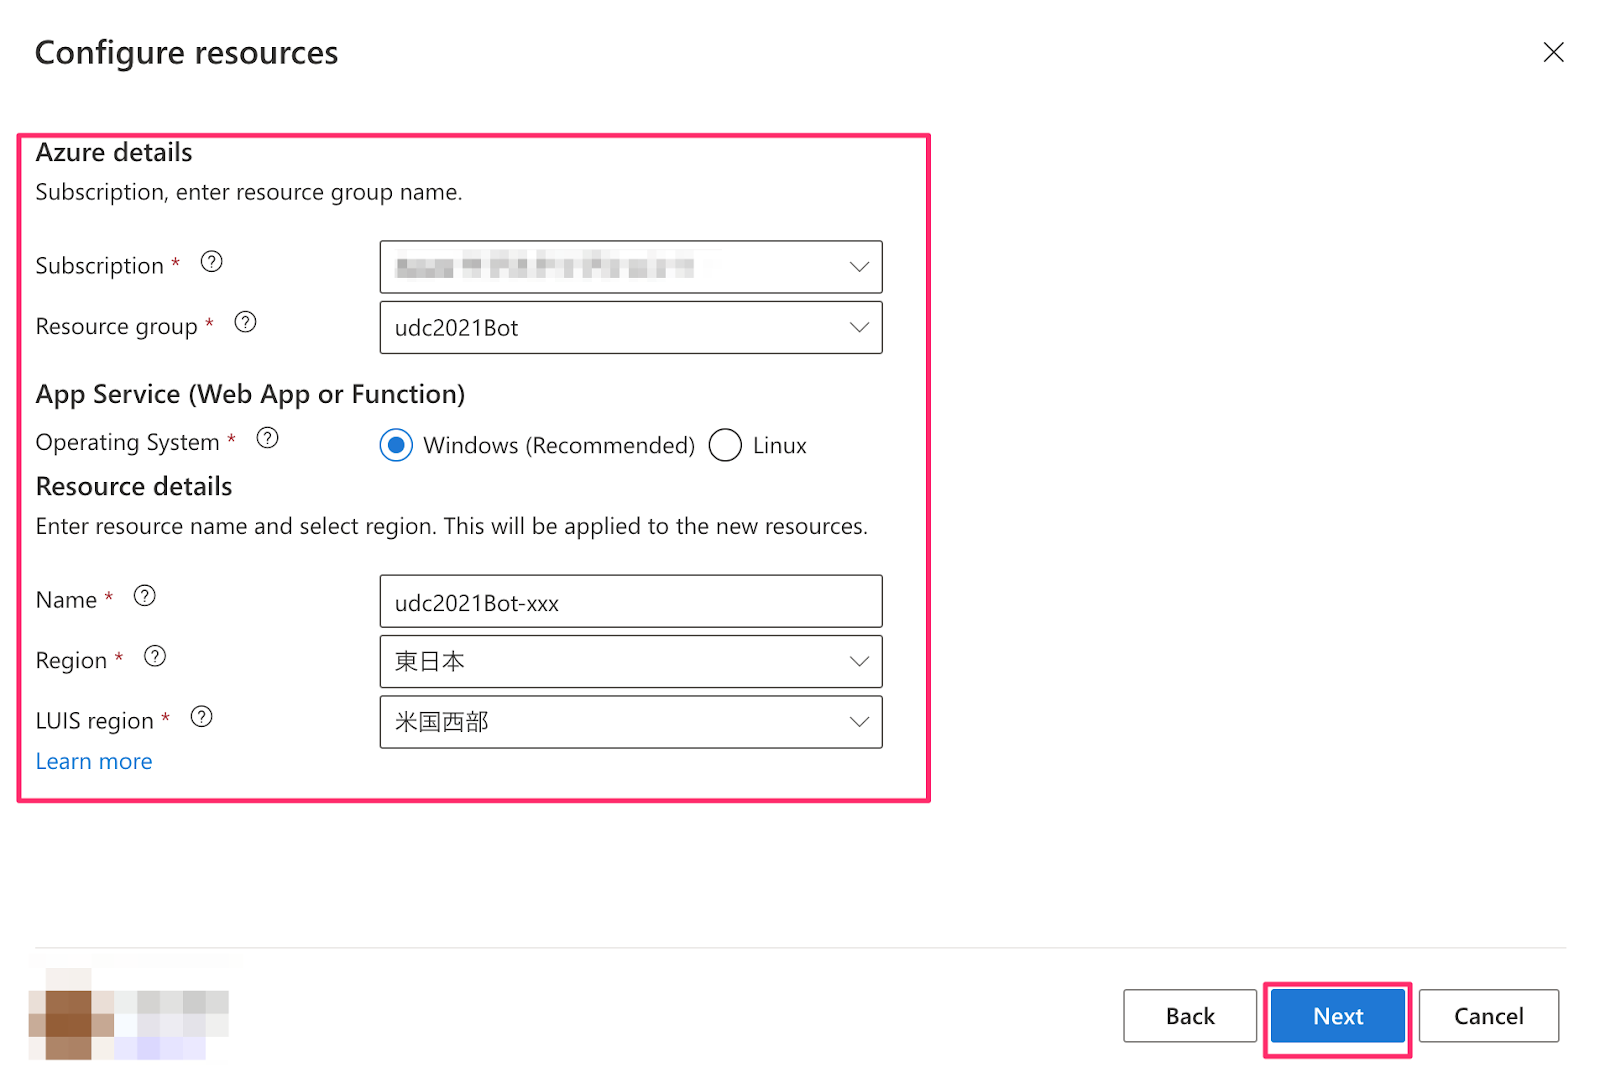 Configure resources
Azure details
Subscription, enter resource group name.
Subscription *
Resource group * udc2021Bot
App Service (Web App or Function)
Operating System * Windows (Recommended) Linux
Resource details
Enter resource name and select region. This will be applied to the new resources.
Name * udc2021Bot-xxx
Region * 東日本
LUIS region * 米国西部
Learn more
Back Next Cancel